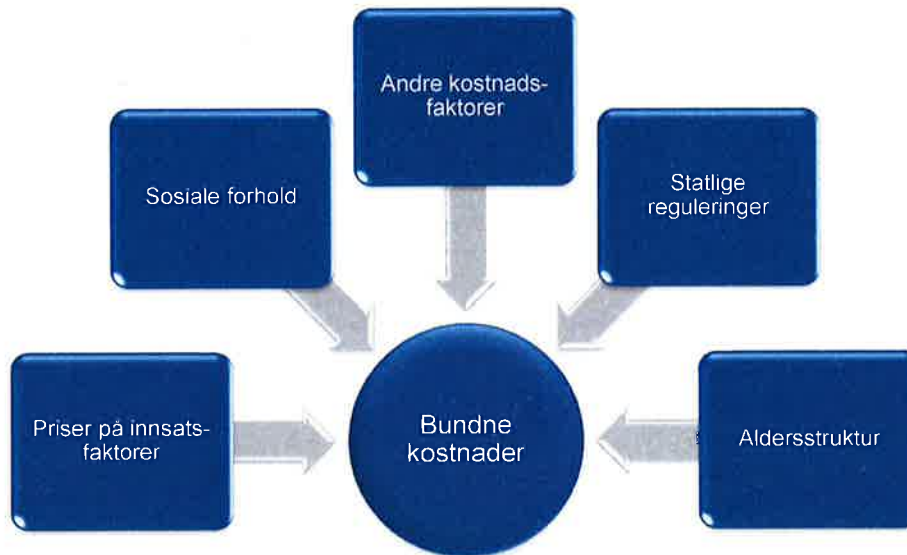 Andre kostnads-
faktorer
Sosiale forhold
Statlige
reguleringer
Priser på innsats-
faktorer
Bundne
kostnader
Aldersstruktur